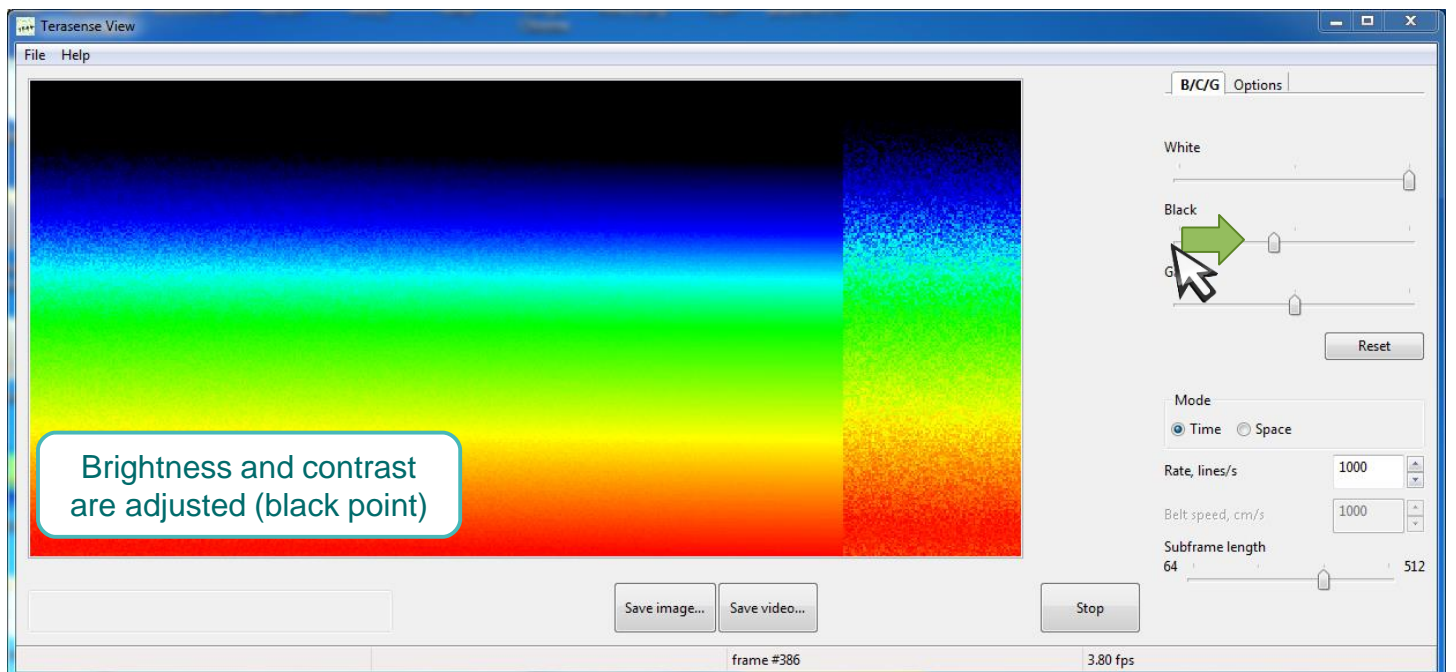 Terasense View
File Help
B/C/G Options
White
Black
G
Reset
Mode
Time Space
Rate, lines/s 1000
Belt speed, cm/s 1000
Subframe length
64 512
Brightness and contrast
are adjusted (black point)
Save image... Save video... Stop
frame #386 3.80 fps